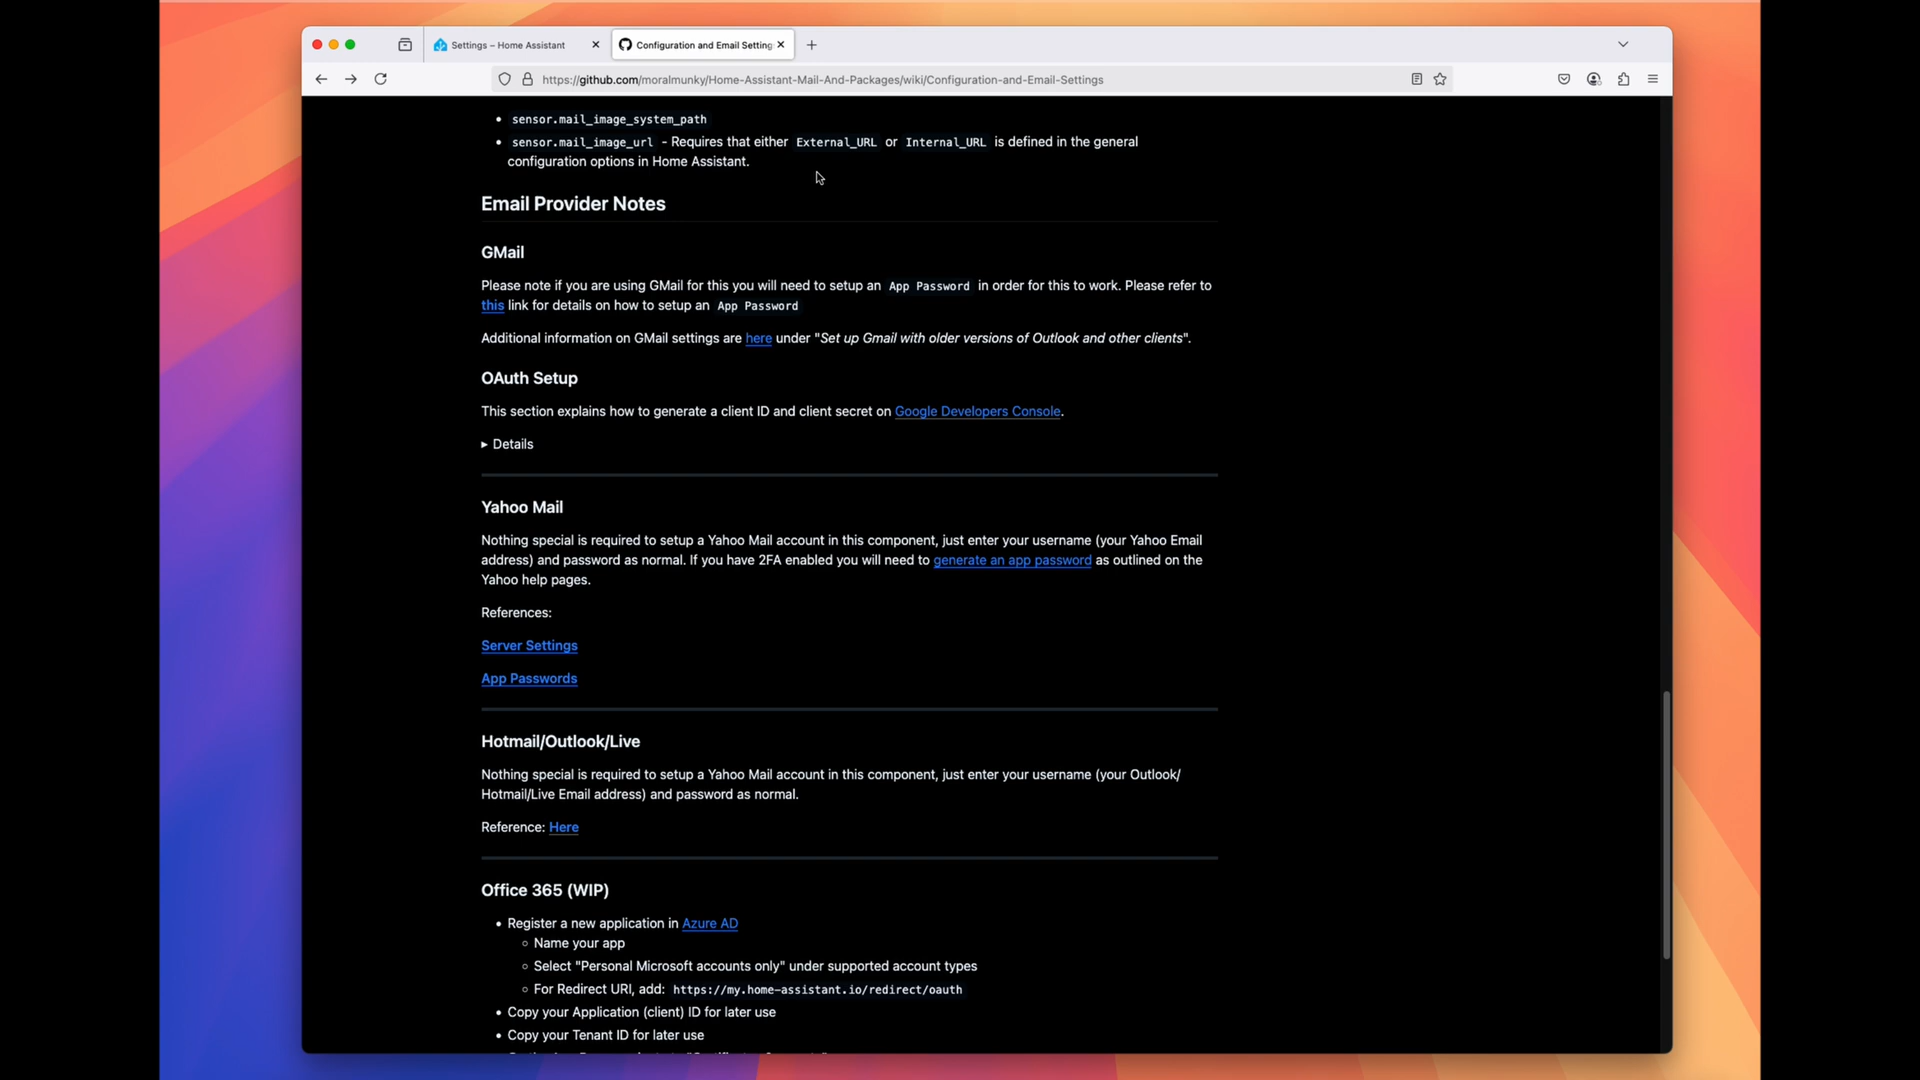 Settings – Home Assistant
Configuration and Email Setting
https://github.com/moralmunky/Home-Assistant-Mail-And-Packages/wiki/Configuration-and-Email-Settings
• sensor.mail_image_system_path
• sensor.mail_image_url - Requires that either External_URL or Internal_URL is defined in the general
configuration options in Home Assistant.
Email Provider Notes
GMail
Please note if you are using GMail for this you will need to setup an App Password in order for this to work. Please refer to
this link for details on how to setup an App Password
Additional information on GMail settings are here under "Set up Gmail with older versions of Outlook and other clients".
OAuth Setup
This section explains how to generate a client ID and client secret on Google Developers Console.
▸ Details
Yahoo Mail
Nothing special is required to setup a Yahoo Mail account in this component, just enter your username (your Yahoo Email
address) and password as normal. If you have 2FA enabled you will need to generate an app password as outlined on the
Yahoo help pages.
References:
Server Settings
App Passwords
Hotmail/Outlook/Live
Nothing special is required to setup a Yahoo Mail account in this component, just enter your username (your Outlook/
Hotmail/Live Email address) and password as normal.
Reference: Here
Office 365 (WIP)
• Register a new application in Azure AD
○ Name your app
○ Select "Personal Microsoft accounts only" under supported account types
○ For Redirect URI, add: https://my.home-assistant.io/redirect/oauth
• Copy your Application (client) ID for later use
• Copy your Tenant ID for later use